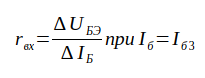 r_вх = ΔU_БЭ / ΔI_Б при I_б = I_б3